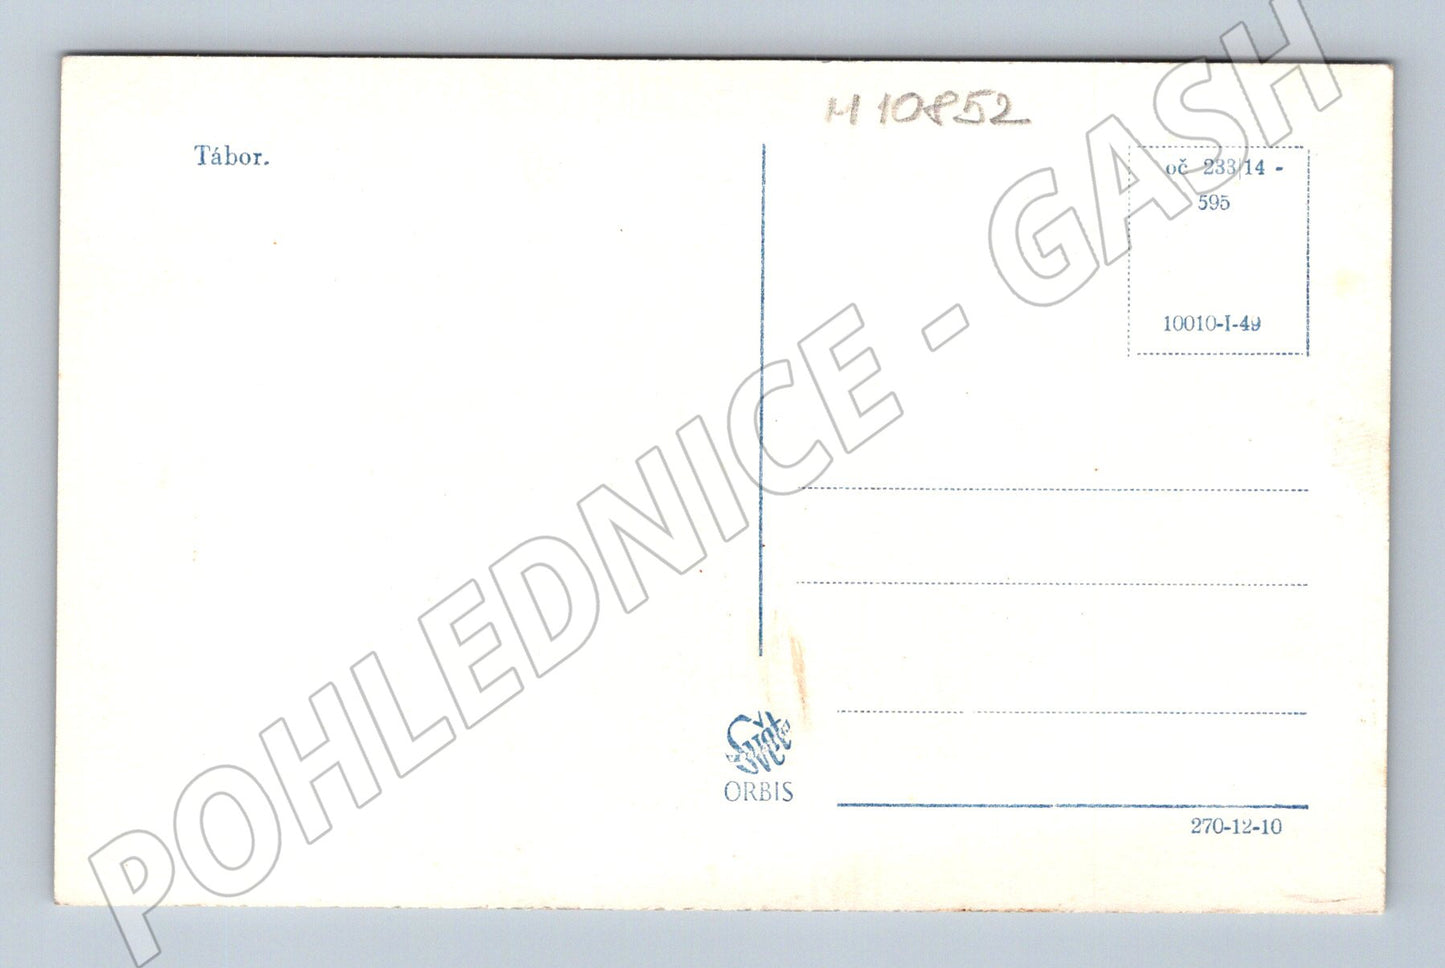 M 10852
Tábor.
oč 233/14 -
595
10010-I-49
Svět
ORBIS
270-12-10
POHLEDNICE - GASH